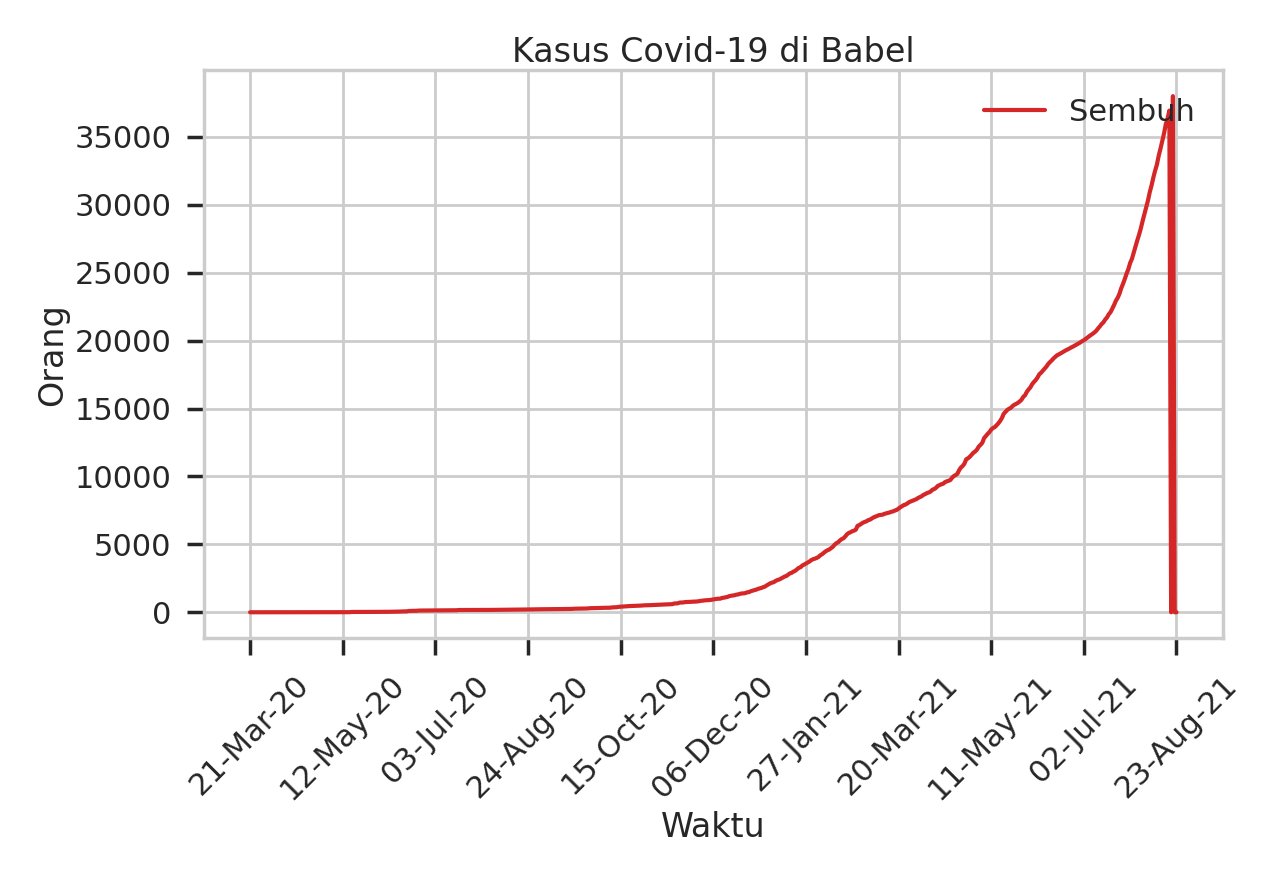 Kasus Covid-19 di Babel
Sembuh
35000
30000
25000
20000
15000
10000
5000
0
Orang
21-Mar-20
12-May-20
03-Jul-20
24-Aug-20
15-Oct-20
06-Dec-20
27-Jan-21
20-Mar-21
11-May-21
02-Jul-21
23-Aug-21
Waktu